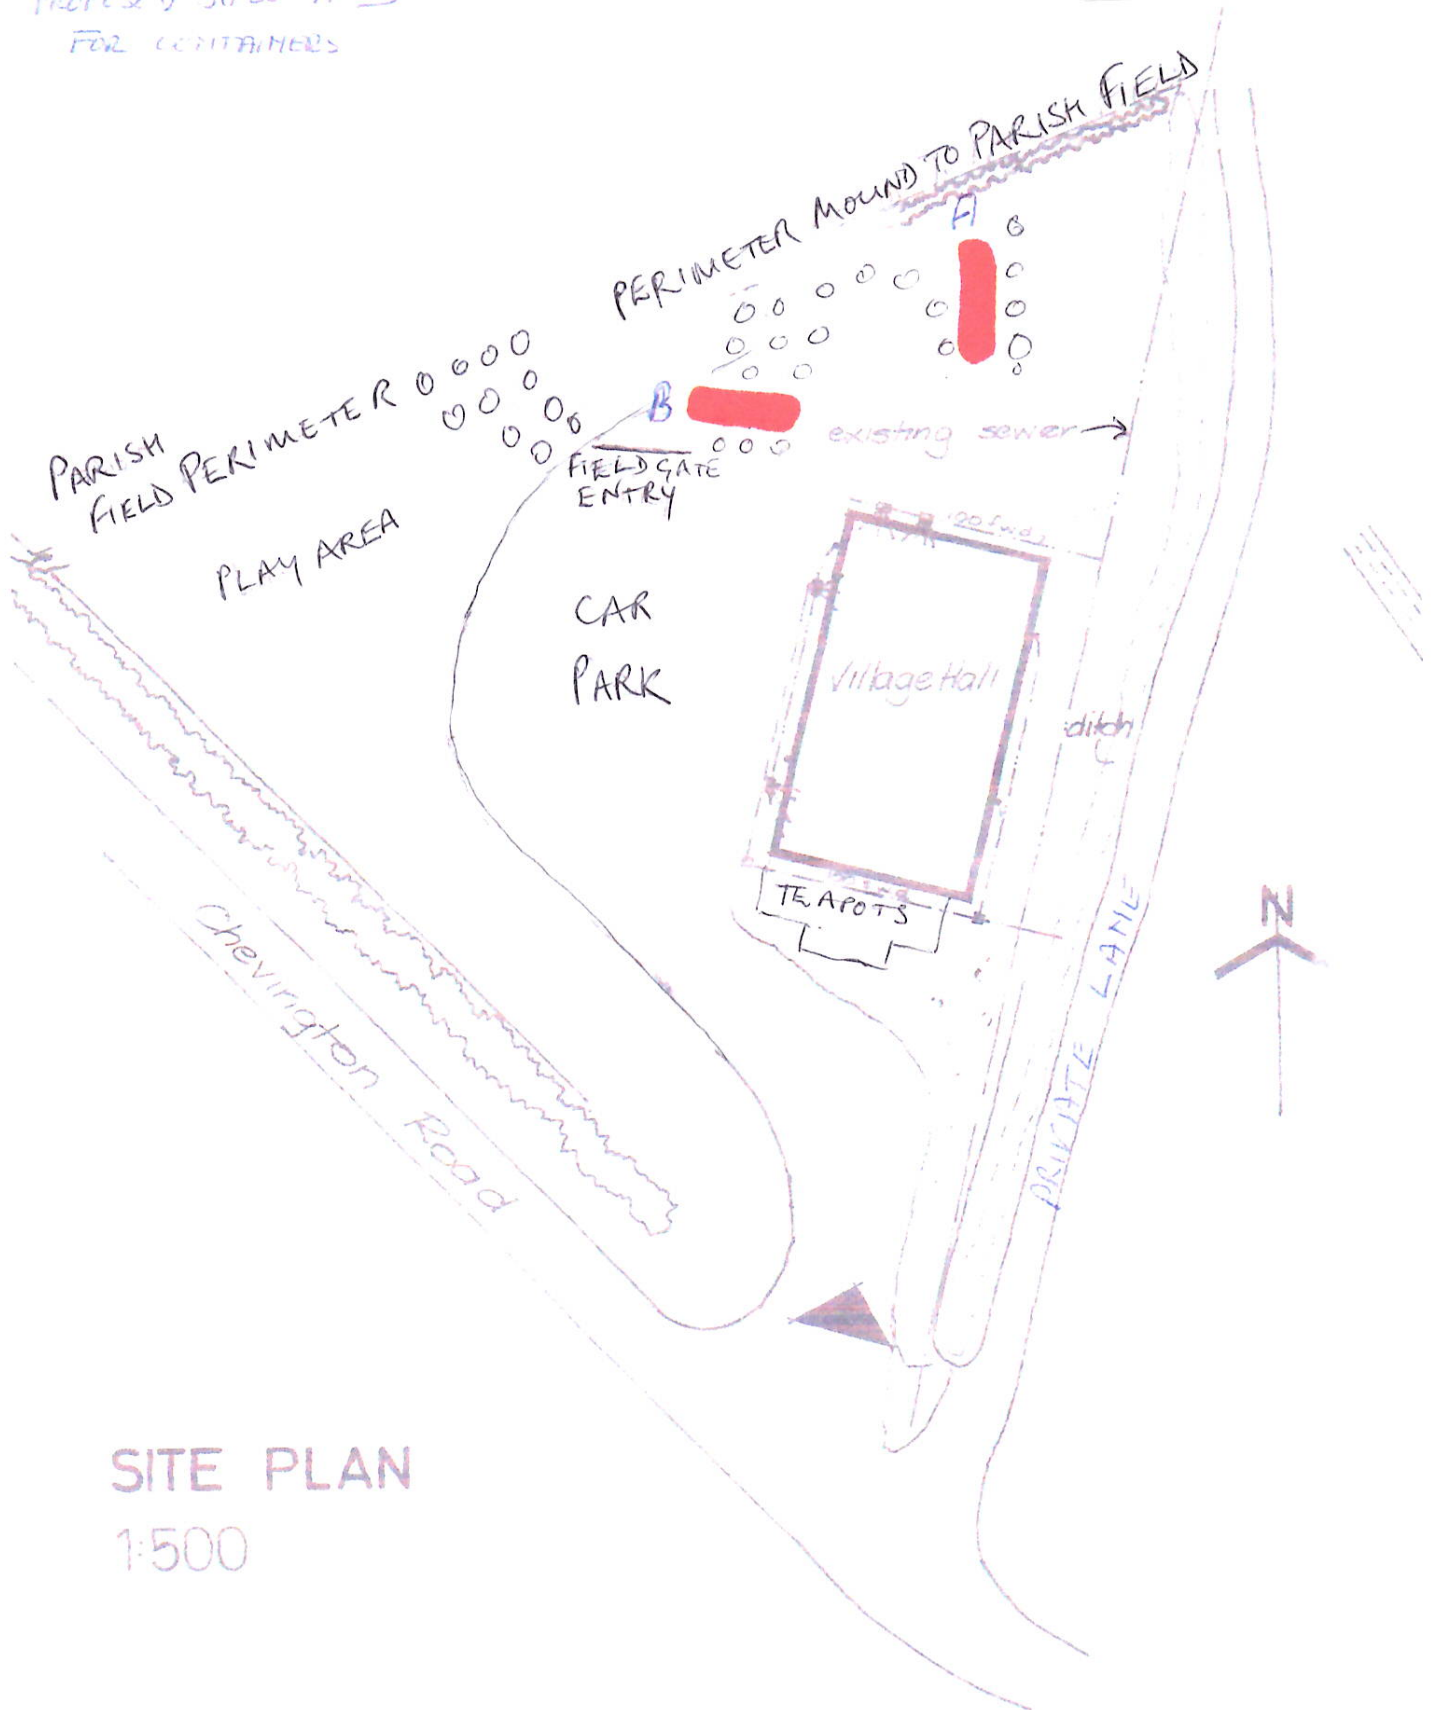 FOR CONTAINERS
PERIMETER MOUND TO PARISH FIELD
A
B
existing sewer
PARISH
FIELD PERIMETER
FIELD GATE
ENTRY
PLAY AREA
CAR
PARK
Village Hall
ditch
TEAPOTS
N
Chevington Road
PRIVATE LANE
SITE PLAN
1:500